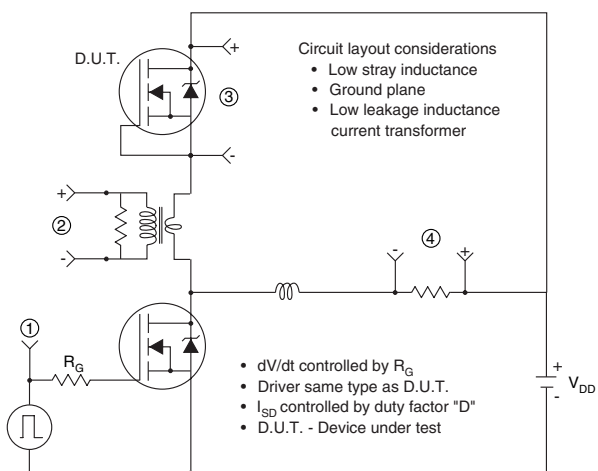 D.U.T.
+
Circuit layout considerations
• Low stray inductance
• Ground plane
• Low leakage inductance
current transformer
③
-
+
②
-
④
-
+
①
R_G
• dV/dt controlled by R_G
• Driver same type as D.U.T.
• I_SD controlled by duty factor "D"
• D.U.T. - Device under test
+
V_DD
-